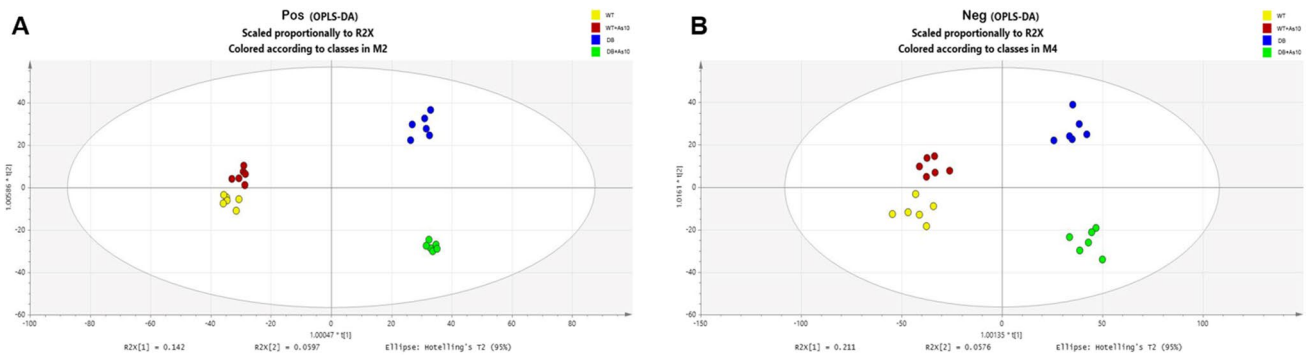 A
Pos (OPLS-DA)
Scaled proportionally to R2X
Colored according to classes in M2
WT
WT+As10
DB
DB+As10
40
20
0
-20
-40
-60
1.00586 * t[2]
-100 -80 -60 -40 -20 0 20 40 60 80
1.00047 * t[1]
R2X[1] = 0.142 R2X[2] = 0.0597 Ellipse: Hotelling's T2 (95%)
B
Neg (OPLS-DA)
Scaled proportionally to R2X
Colored according to classes in M4
WT
WT+As10
DB
DB+As10
40
20
0
-20
-40
-60
1.0161 * t[2]
-150 -100 -50 0 50 100
1.00135 * t[1]
R2X[1] = 0.211 R2X[2] = 0.0576 Ellipse: Hotelling's T2 (95%)